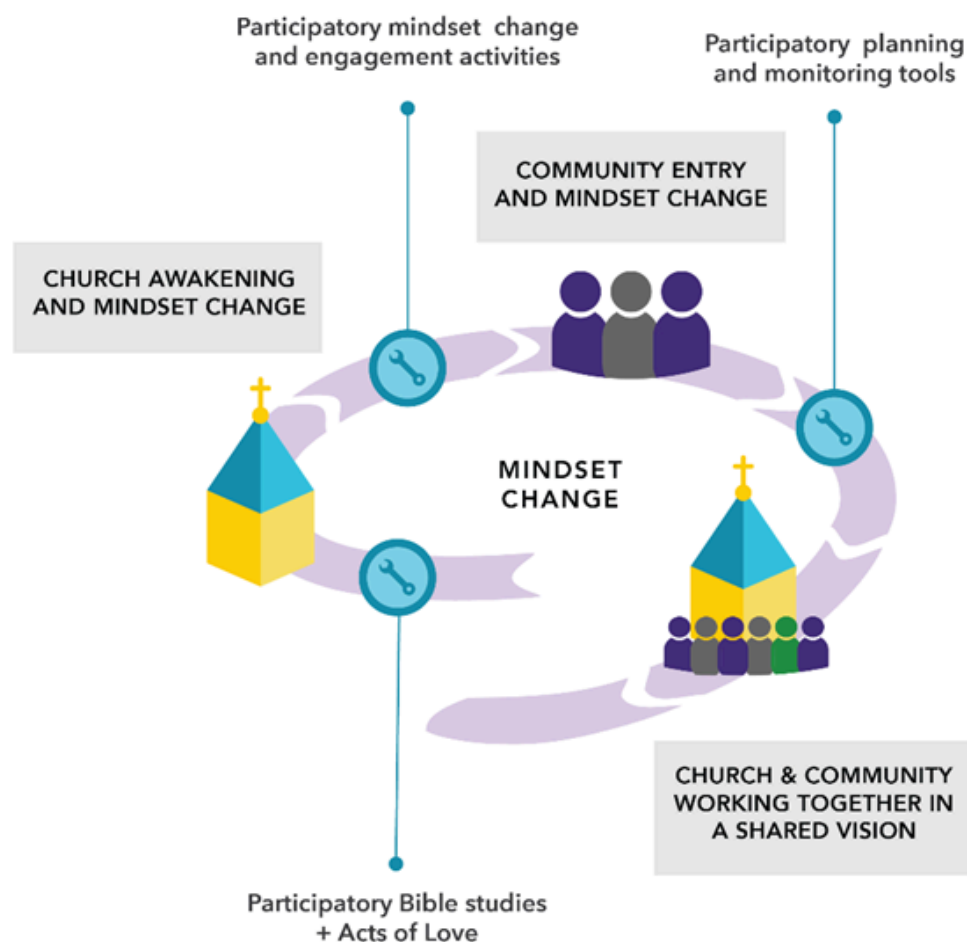 Participatory mindset change
and engagement activities
Participatory planning
and monitoring tools
COMMUNITY ENTRY
AND MINDSET CHANGE
CHURCH AWAKENING
AND MINDSET CHANGE
MINDSET
CHANGE
CHURCH & COMMUNITY
WORKING TOGETHER IN
A SHARED VISION
Participatory Bible studies
+ Acts of Love